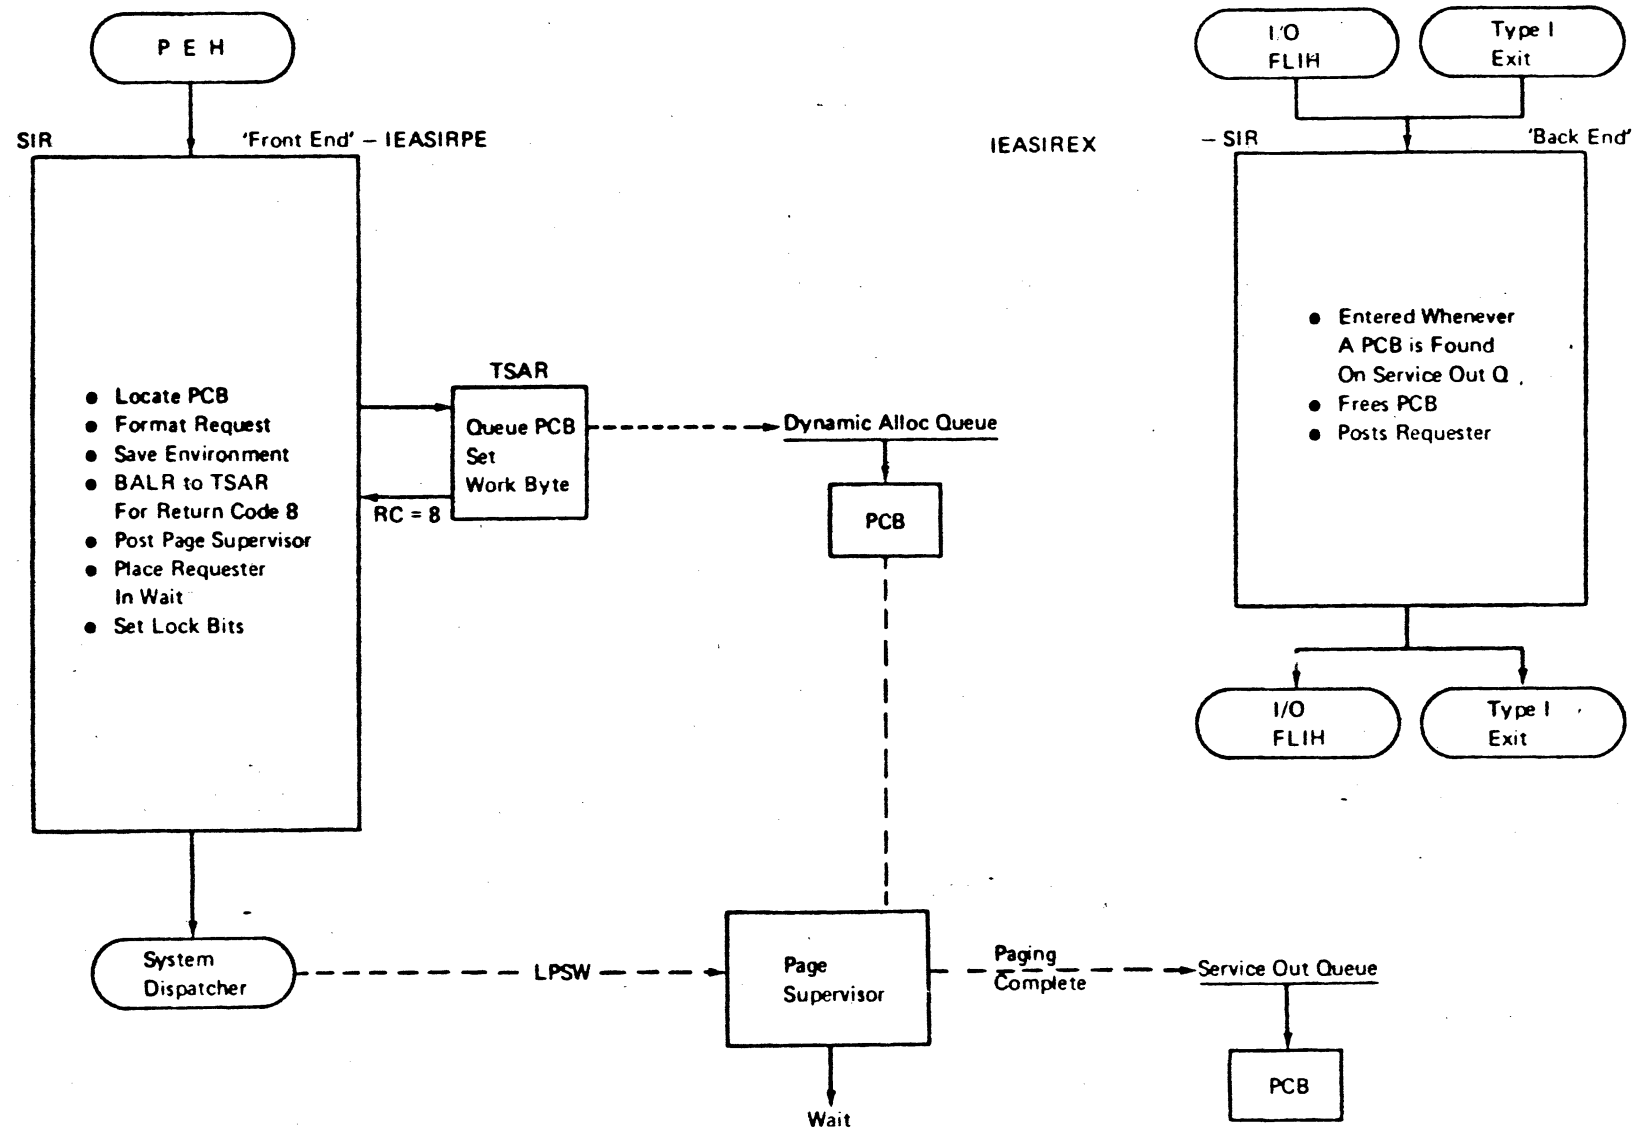 P E H
SIR 'Front End' – IEASIRPE
● Locate PCB
● Format Request
● Save Environment
● BALR to TSAR
For Return Code 8
● Post Page Supervisor
● Place Requester
In Wait
● Set Lock Bits
System
Dispatcher
TSAR
Queue PCB
Set
Work Byte
RC = 8
Dynamic Alloc Queue
PCB
LPSW
Page
Supervisor
Wait
Paging
Complete
Service Out Queue
PCB
I/O
FLIH
Type I
Exit
IEASIREX – SIR 'Back End'
● Entered Whenever
A PCB is Found
On Service Out Q
● Frees PCB
● Posts Requester
I/O
FLIH
Type I
Exit